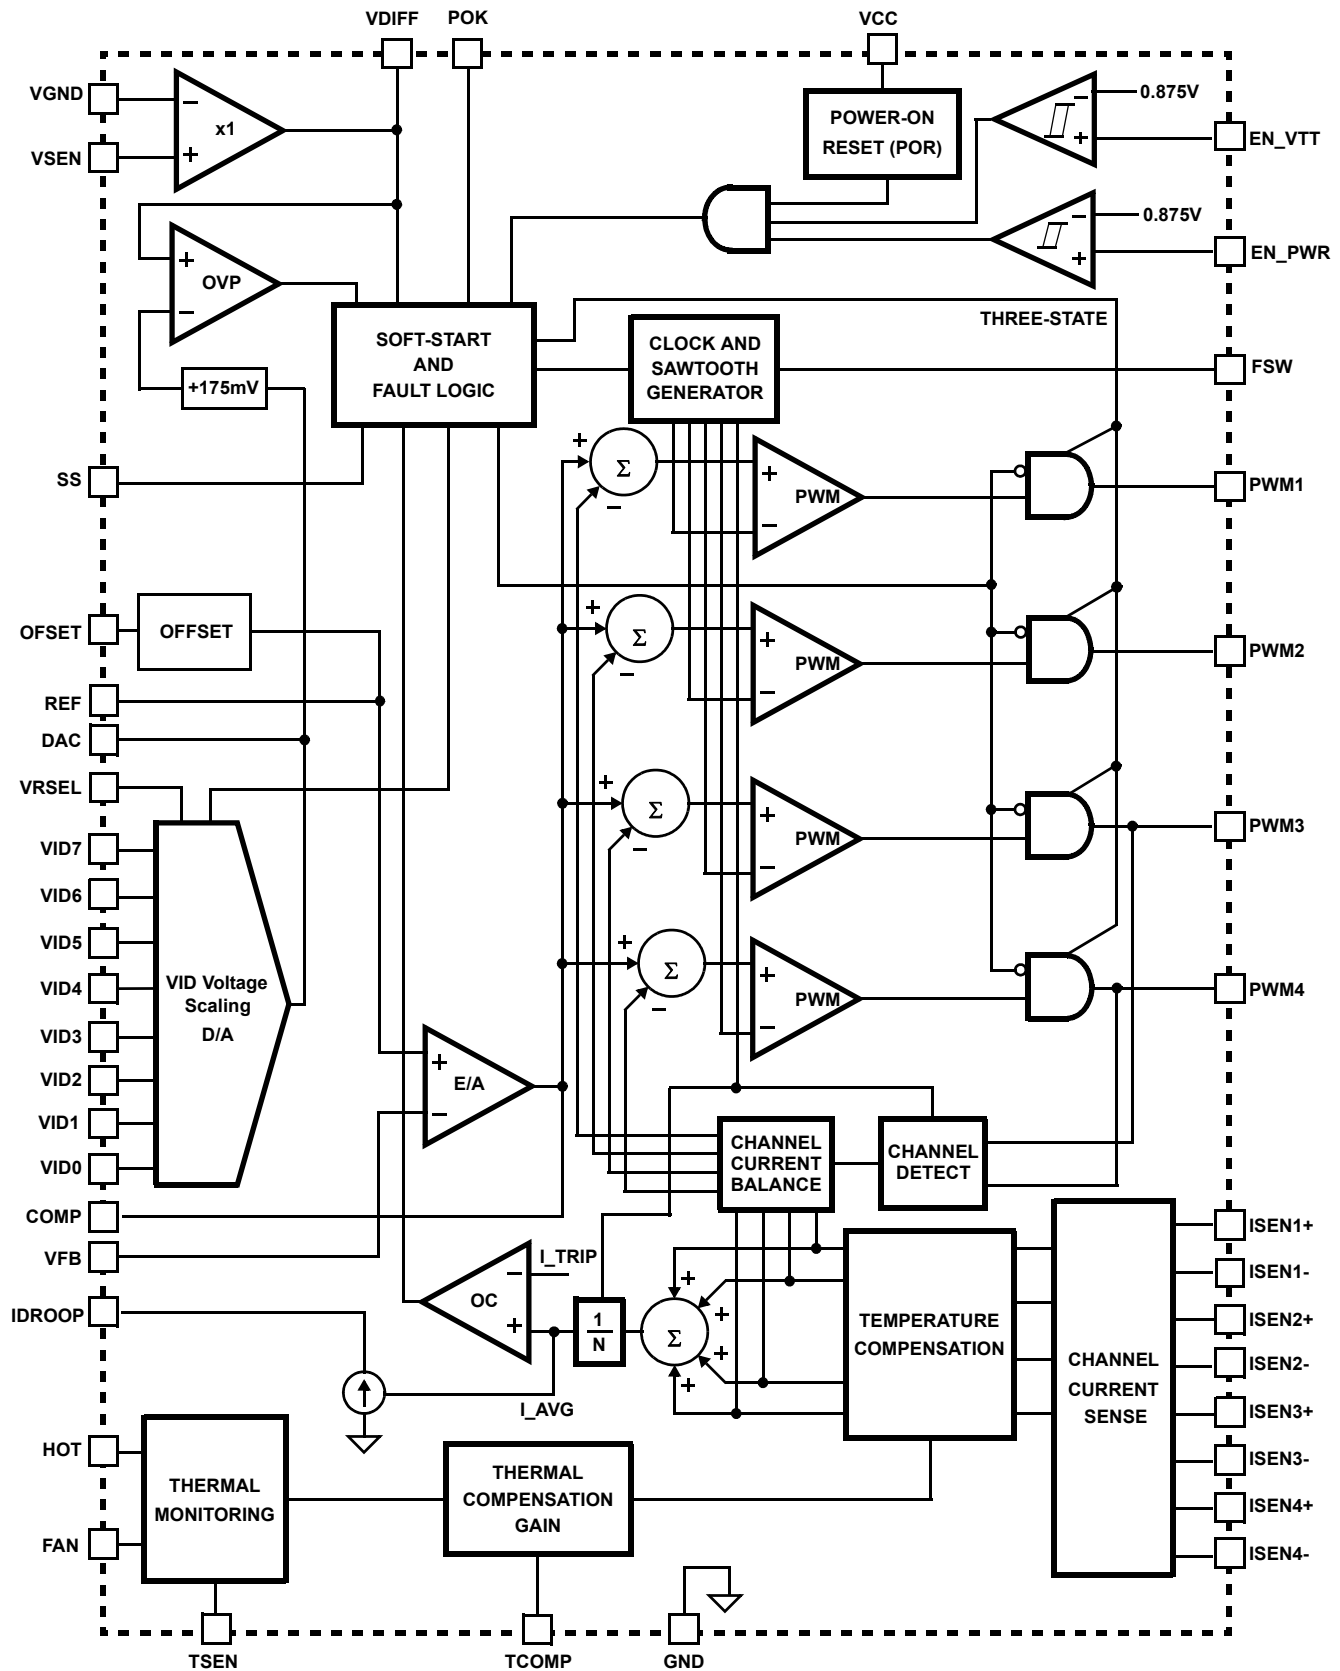 VDIFF POK VCC
VGND
−
x1
VSEN
+
POWER-ON
RESET (POR)
−
0.875V
+
EN_VTT
−
0.875V
+
EN_PWR
+
OVP
−
+175mV
SOFT-START
AND
FAULT LOGIC
THREE-STATE
CLOCK AND
SAWTOOTH
GENERATOR
FSW
SS
+
Σ
−
+
PWM
−
PWM1
OFSET
OFFSET
+
Σ
−
+
PWM
−
PWM2
REF
DAC
VRSEL
+
Σ
−
+
PWM
−
PWM3
VID7
VID6
VID5
VID4
VID3
VID2
VID1
VID0
VID Voltage
Scaling
D/A
+
Σ
−
+
PWM
−
PWM4
+
E/A
−
CHANNEL
CURRENT
BALANCE
CHANNEL
DETECT
COMP
VFB
IDROOP
I_TRIP
−
OC
+
1
N
+
+
Σ
+
+
I_AVG
TEMPERATURE
COMPENSATION
CHANNEL
CURRENT
SENSE
ISEN1+
ISEN1-
ISEN2+
ISEN2-
ISEN3+
ISEN3-
ISEN4+
ISEN4-
HOT
THERMAL
MONITORING
FAN
THERMAL
COMPENSATION
GAIN
TSEN TCOMP GND